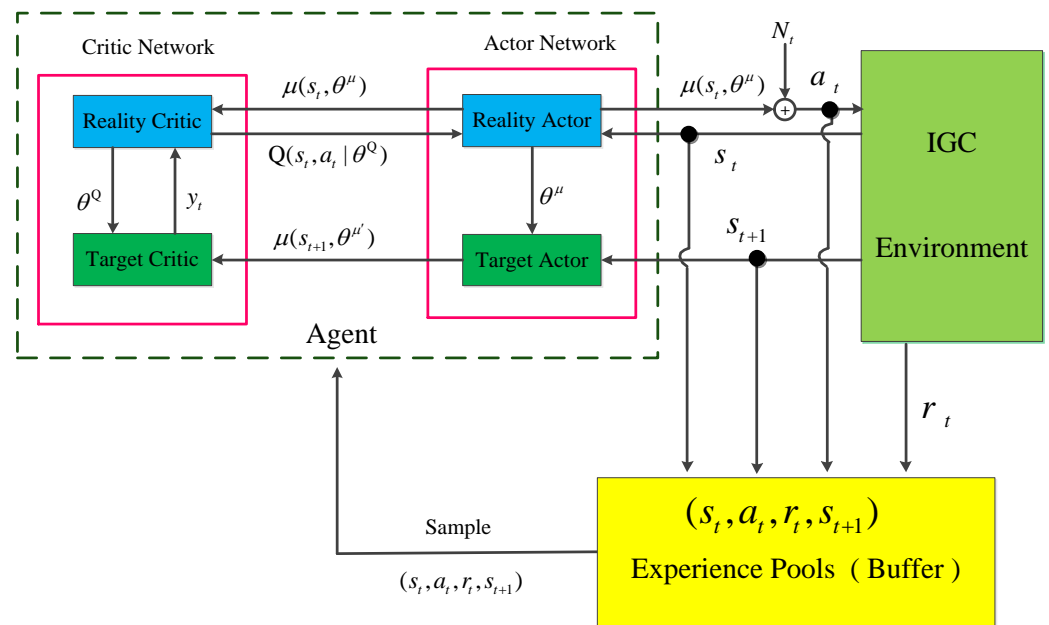 Critic Network
Actor Network
N_t
μ(s_t, θ^μ)
μ(s_t, θ^μ)
a_t
Reality Critic
Reality Actor
+
IGC
Environment
Q(s_t, a_t | θ^Q)
s_t
θ^Q
y_t
θ^μ
s_{t+1}
μ(s_{t+1}, θ^{μ'})
Target Critic
Target Actor
Agent
r_t
(s_t, a_t, r_t, s_{t+1})
Experience Pools ( Buffer )
Sample
(s_t, a_t, r_t, s_{t+1})